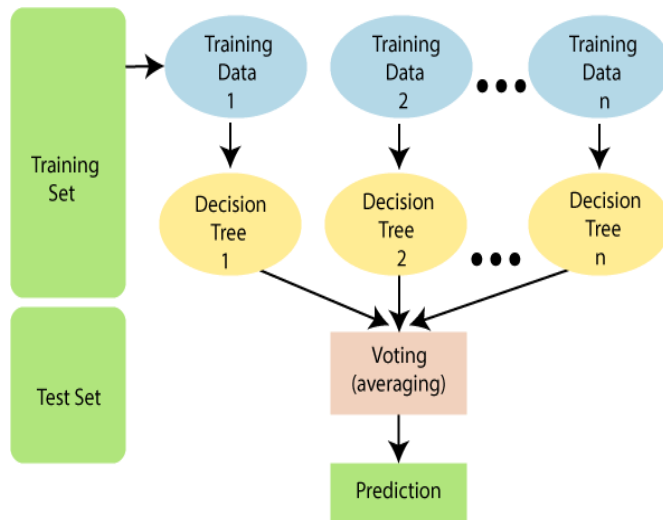 Training
Data
1
Training
Data
2
Training
Data
n
Training
Set
Decision
Tree
1
Decision
Tree
2
Decision
Tree
n
Test Set
Voting
(averaging)
Prediction